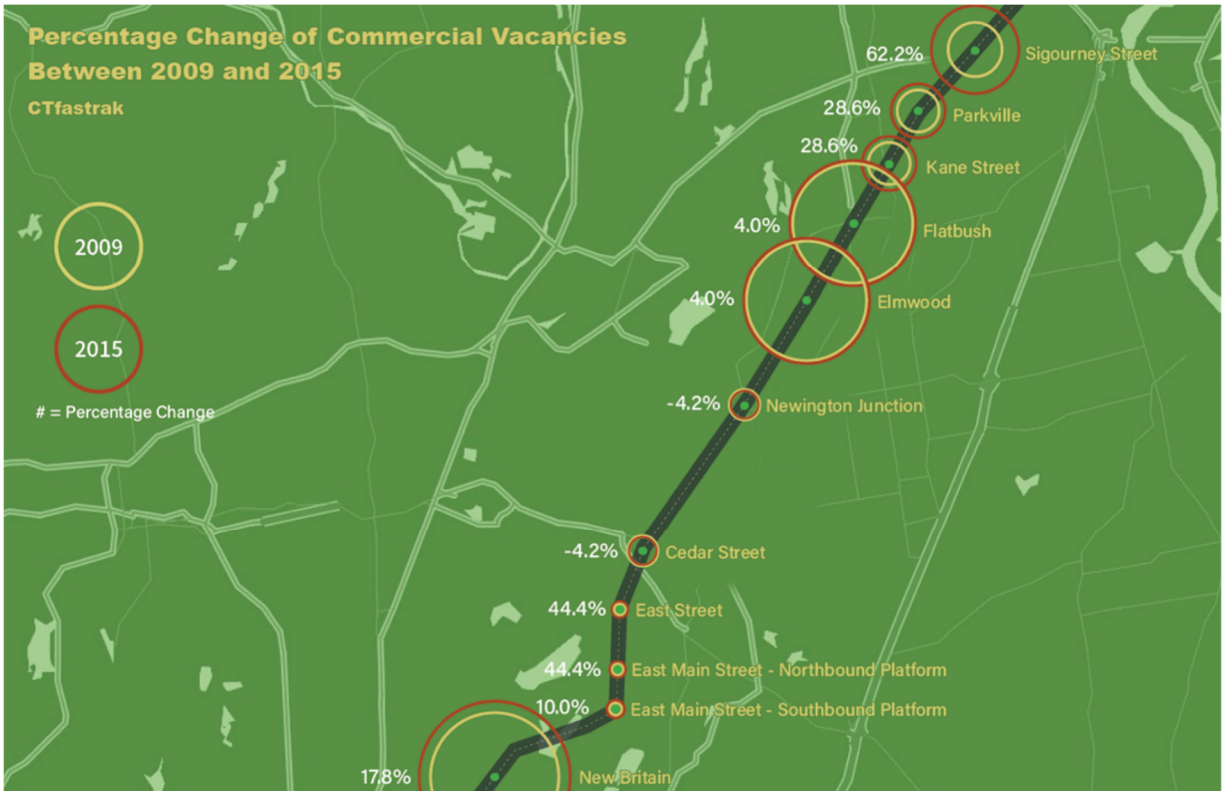 Percentage Change of Commercial Vacancies
Between 2009 and 2015
CTfastrak
62.2%
Sigourney Street
28.6%
Parkville
28.6%
Kane Street
4.0%
Flatbush
2009
4.0%
Elmwood
2015
# = Percentage Change
-4.2%
Newington Junction
-4.2%
Cedar Street
44.4%
East Street
44.4%
East Main Street - Northbound Platform
10.0%
East Main Street - Southbound Platform
17.8%
New Britain